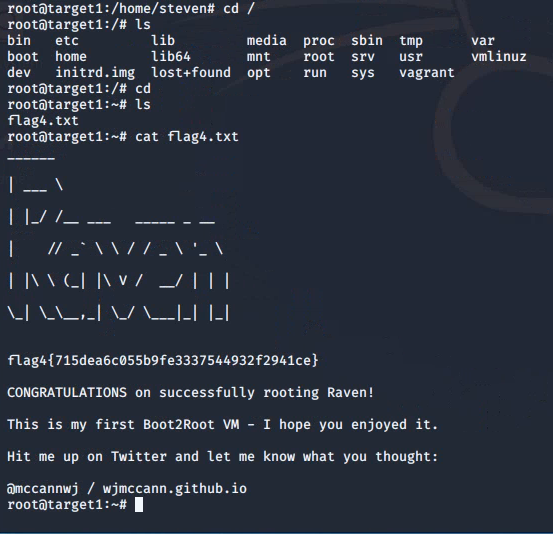 root@target1:/home/steven# cd /
root@target1:/# ls
bin   etc         lib         media  proc  sbin  tmp      var
boot  home        lib64       mnt    root  srv   usr      vmlinuz
dev   initrd.img  lost+found  opt    run   sys   vagrant
root@target1:/# cd
root@target1:~# ls
flag4.txt
root@target1:~# cat flag4.txt
______
| ___ \
| |_/ /__ ___   _____ _ __
|    // _` \ \ / / _ \ '_ \
| |\ \ (_| |\ V /  __/ | | |
\_| \_\__,_| \_/ \___|_| |_|
flag4{715dea6c055b9fe3337544932f2941ce}
CONGRATULATIONS on successfully rooting Raven!
This is my first Boot2Root VM - I hope you enjoyed it.
Hit me up on Twitter and let me know what you thought:
@mccannwj / wjmccann.github.io
root@target1:~#